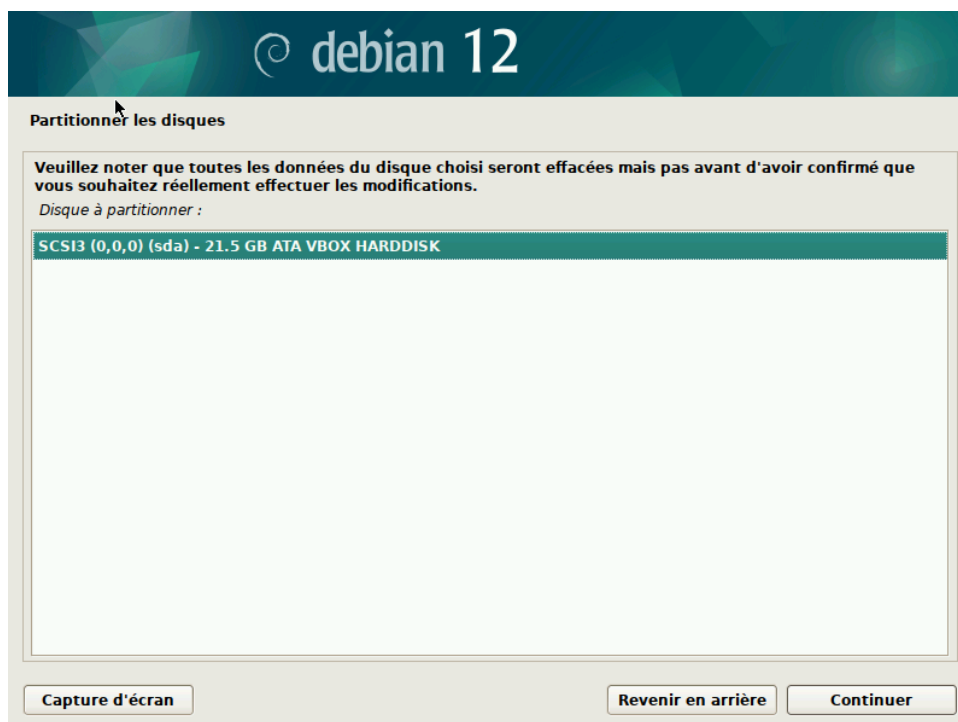 debian 12
Partitionner les disques
Veuillez noter que toutes les données du disque choisi seront effacées mais pas avant d'avoir confirmé que
vous souhaitez réellement effectuer les modifications.
Disque à partitionner :
SCSI3 (0,0,0) (sda) - 21.5 GB ATA VBOX HARDDISK
Capture d'écran
Revenir en arrière
Continuer